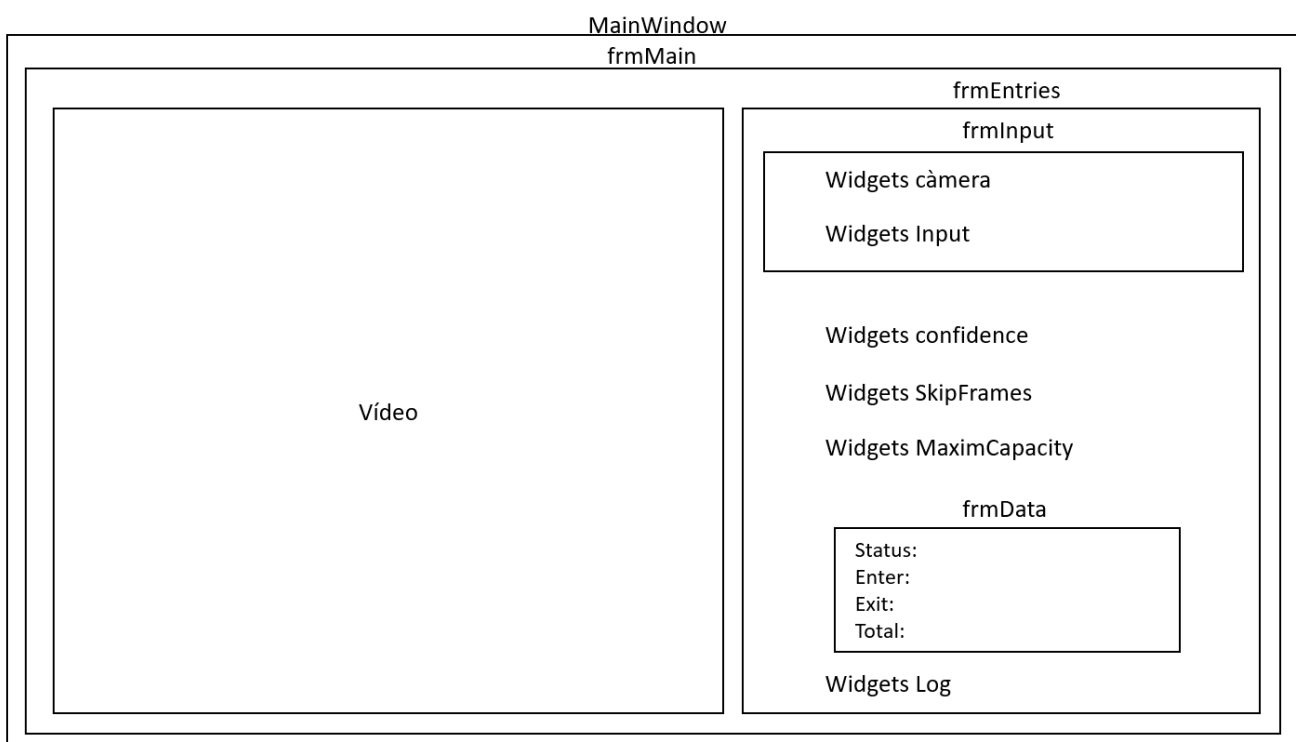 MainWindow
frmMain
frmEntries
frmInput
Widgets càmera
Widgets Input
Widgets confidence
Widgets SkipFrames
Vídeo
Widgets MaximCapacity
frmData
Status:
Enter:
Exit:
Total:
Widgets Log